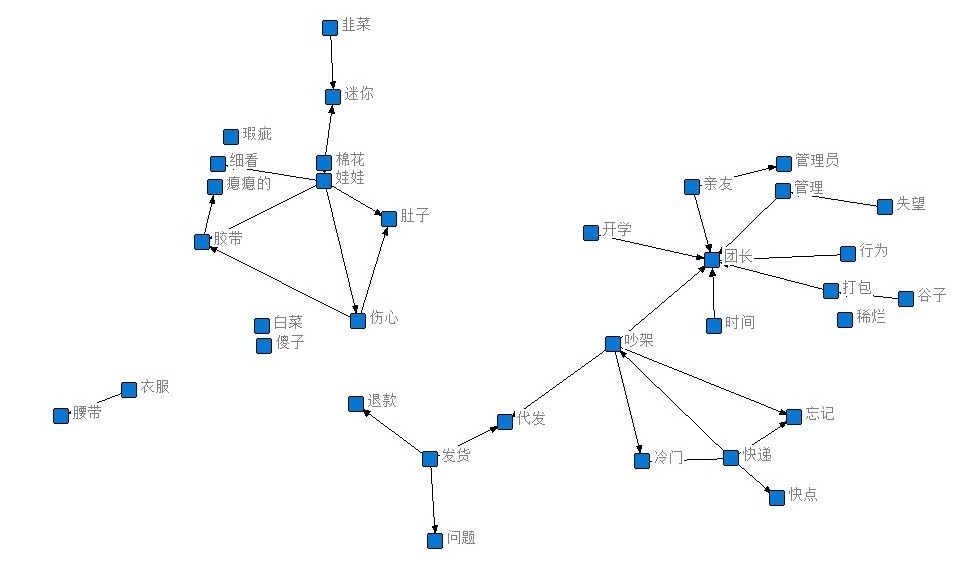 韭菜
迷你
瑕疵
棉花
细看
娃娃
瘪瘪的
肚子
胶带
伤心
白菜
傻子
衣服
腰带
退款
代发
发货
问题
管理员
亲友
管理
失望
开学
团长
行为
打包
谷子
稀烂
时间
吵架
忘记
冷门
快递
快点